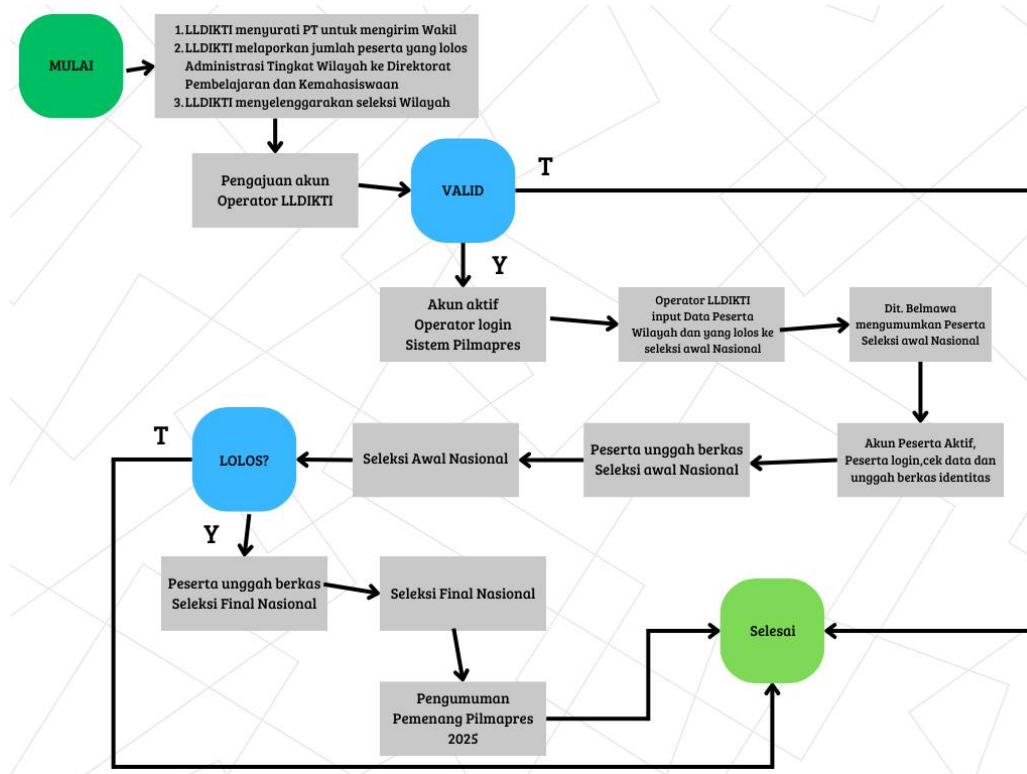 MULAI
1. LLDIKTI menyurati PT untuk mengirim Wakil
2. LLDIKTI melaporkan jumlah peserta yang lolos
Administrasi Tingkat Wilayah ke Direktorat
Pembelajaran dan Kemahasiswaan
3. LLDIKTI menyelenggarakan seleksi Wilayah
Pengajuan akun
Operator LLDIKTI
VALID
T
Y
Akun aktif
Operator login
Sistem Pilmapres
Operator LLDIKTI
input Data Peserta
Wilayah dan yang lolos ke
seleksi awal Nasional
Dit. Belmawa
mengumumkan Peserta
Seleksi awal Nasional
Akun Peserta Aktif,
Peserta login,cek data dan
unggah berkas identitas
Peserta unggah berkas
Seleksi awal Nasional
Seleksi Awal Nasional
LOLOS?
T
Y
Peserta unggah berkas
Seleksi Final Nasional
Seleksi Final Nasional
Pengumuman
Pemenang Pilmapres
2025
Selesai